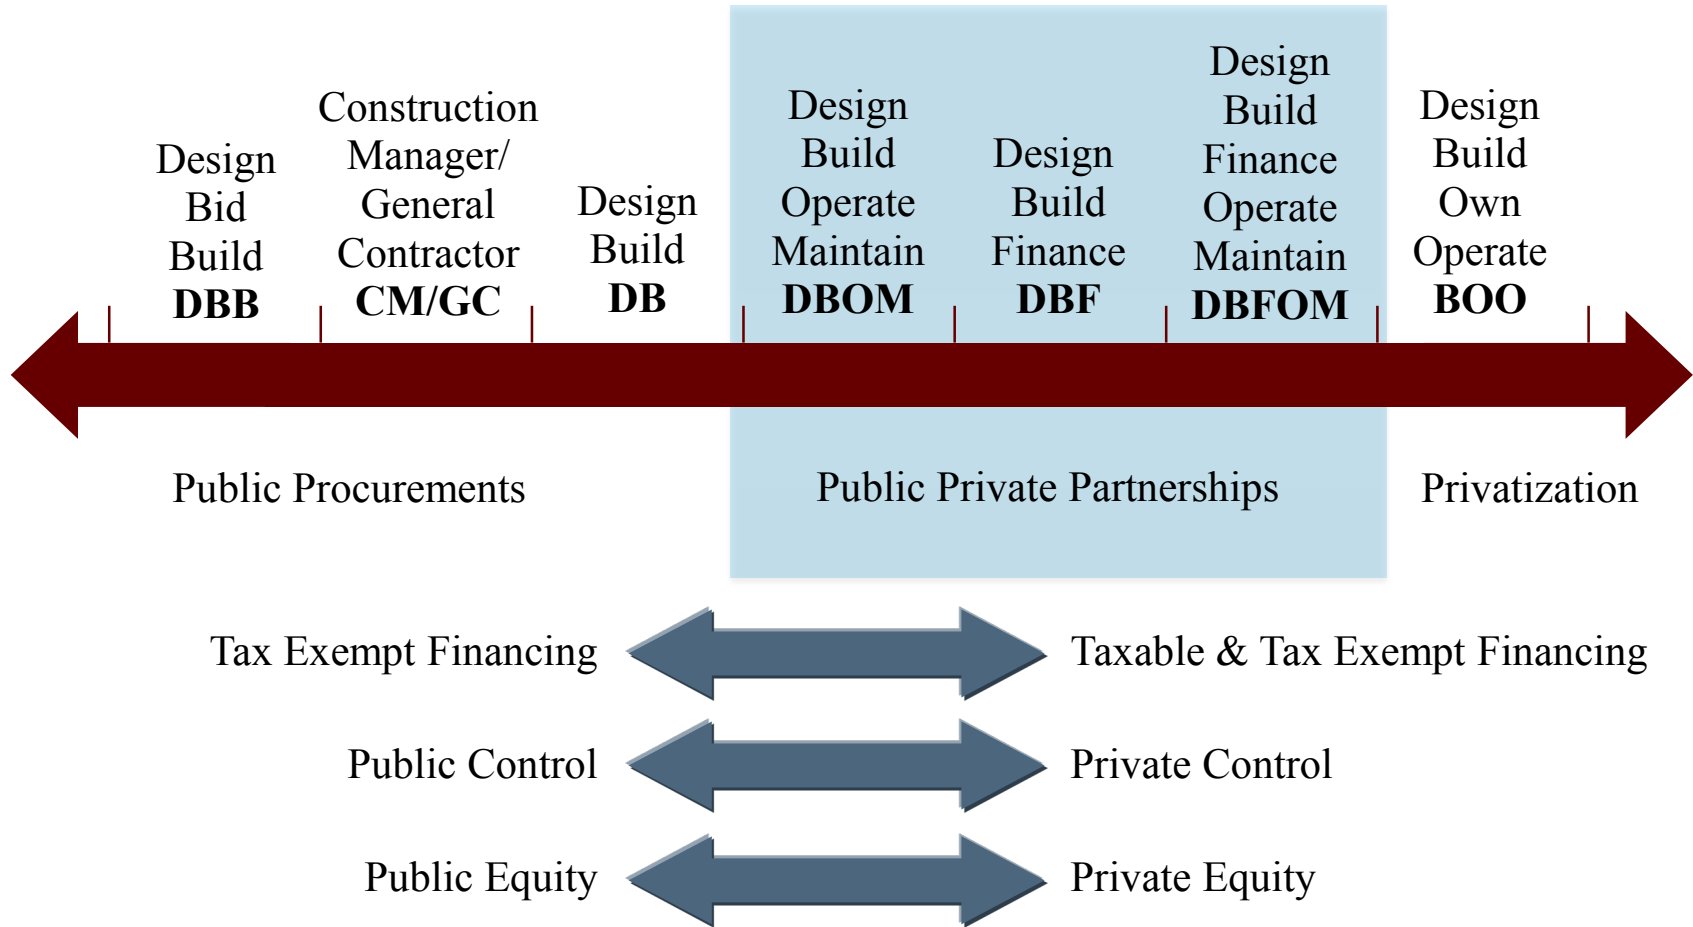 Design
Bid
Build
DBB
Construction
Manager/
General
Contractor
CM/GC
Design
Build
DB
Design
Build
Operate
Maintain
DBOM
Design
Build
Finance
DBF
Design
Build
Finance
Operate
Maintain
DBFOM
Design
Build
Own
Operate
BOO
Public Procurements
Public Private Partnerships
Privatization
Tax Exempt Financing
Taxable & Tax Exempt Financing
Public Control
Private Control
Public Equity
Private Equity